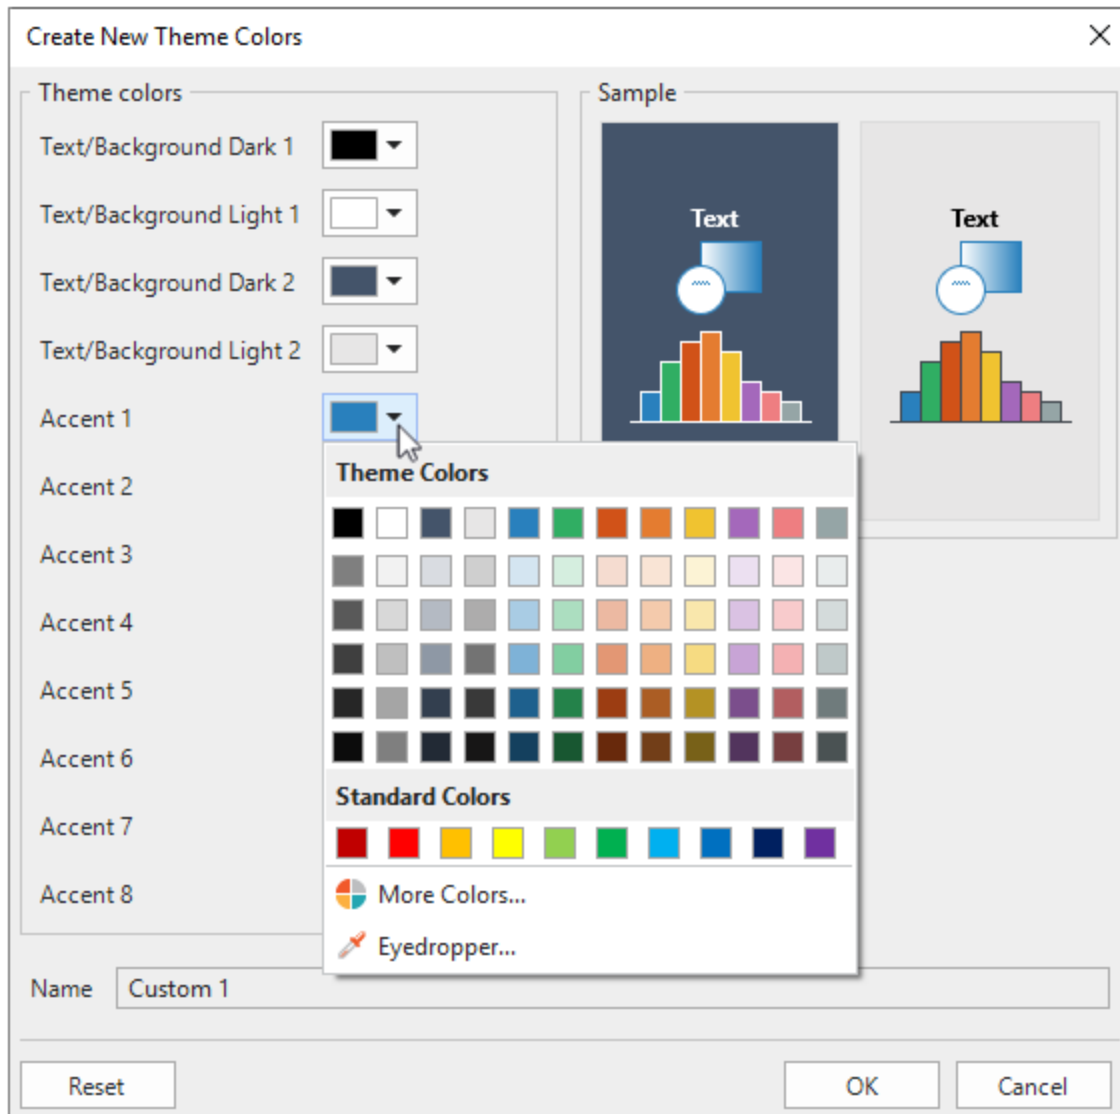 Create New Theme Colors
Theme colors
Text/Background Dark 1
Text/Background Light 1
Text/Background Dark 2
Text/Background Light 2
Accent 1
Accent 2
Accent 3
Accent 4
Accent 5
Accent 6
Accent 7
Accent 8
Sample
Text
Text
Theme Colors
Standard Colors
More Colors...
Eyedropper...
Name
Custom 1
Reset
OK
Cancel